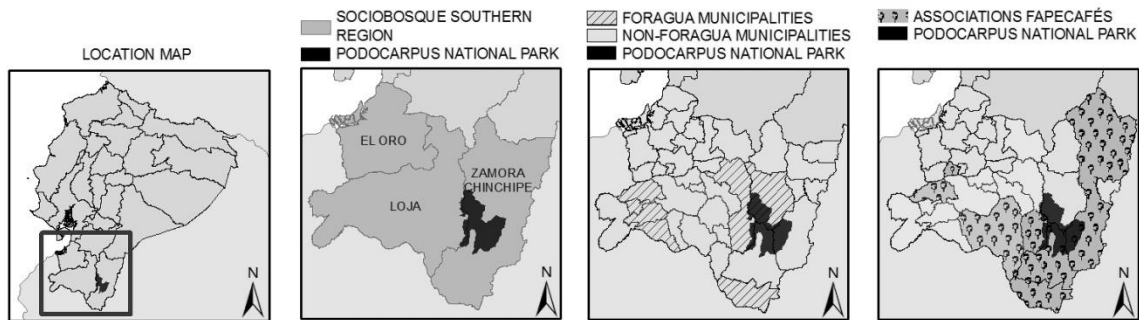 LOCATION MAP
SOCIOBOSQUE SOUTHERN
REGION
PODOCARPUS NATIONAL PARK
EL ORO
ZAMORA
CHINCHIPE
LOJA
N
FORAGUA MUNICIPALITIES
NON-FORAGUA MUNICIPALITIES
PODOCARPUS NATIONAL PARK
N
ASSOCIATIONS FAPECAFÉS
PODOCARPUS NATIONAL PARK
N
N